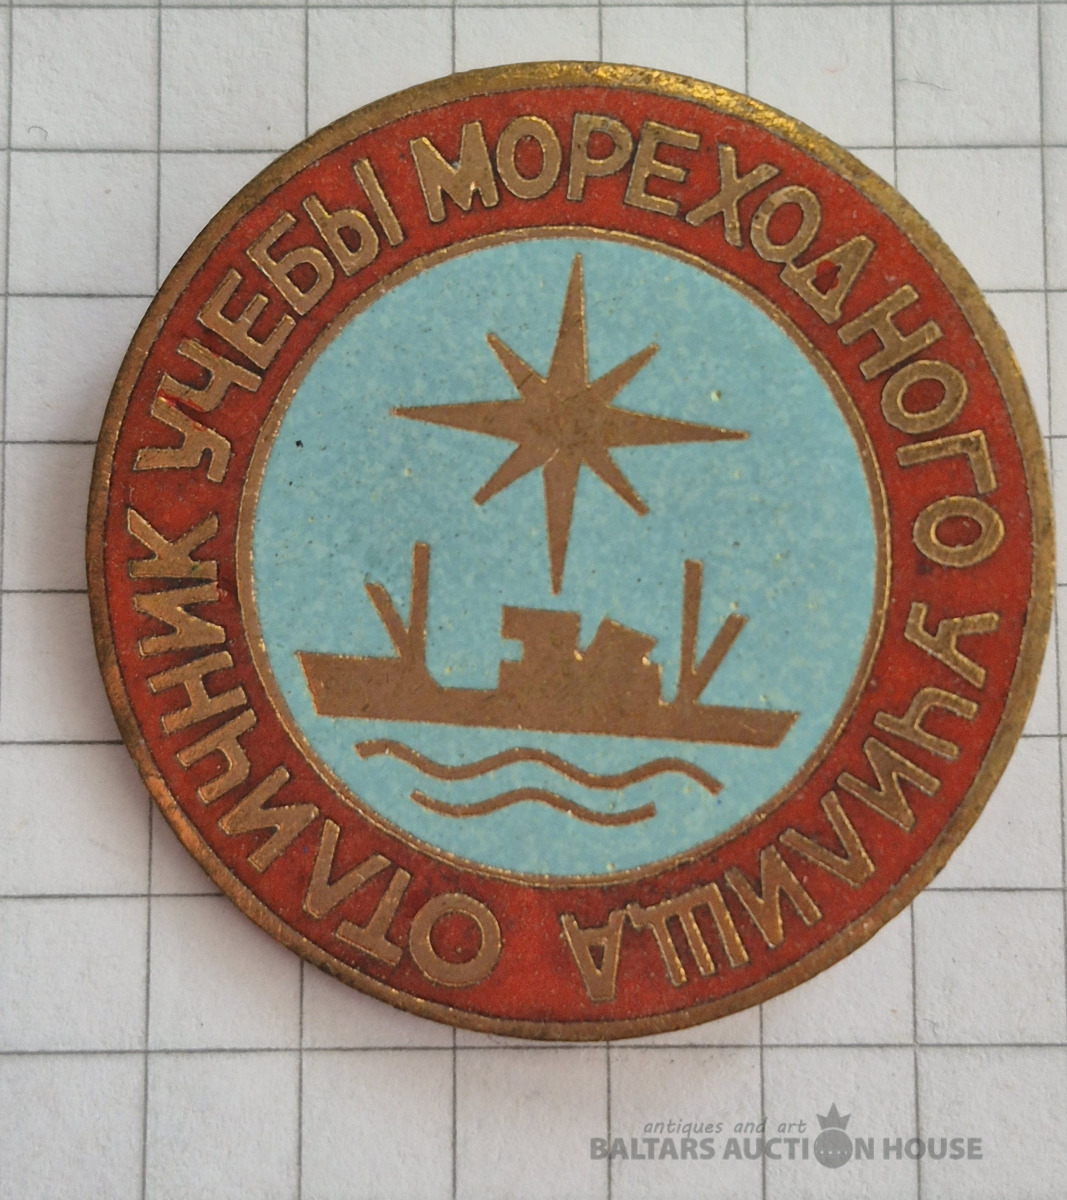 ОТЛИЧНИК УЧЕБЫ МОРЕХОДНОГО УЧИЛИЩА
antiques and art
BALTARS AUCTION HOUSE